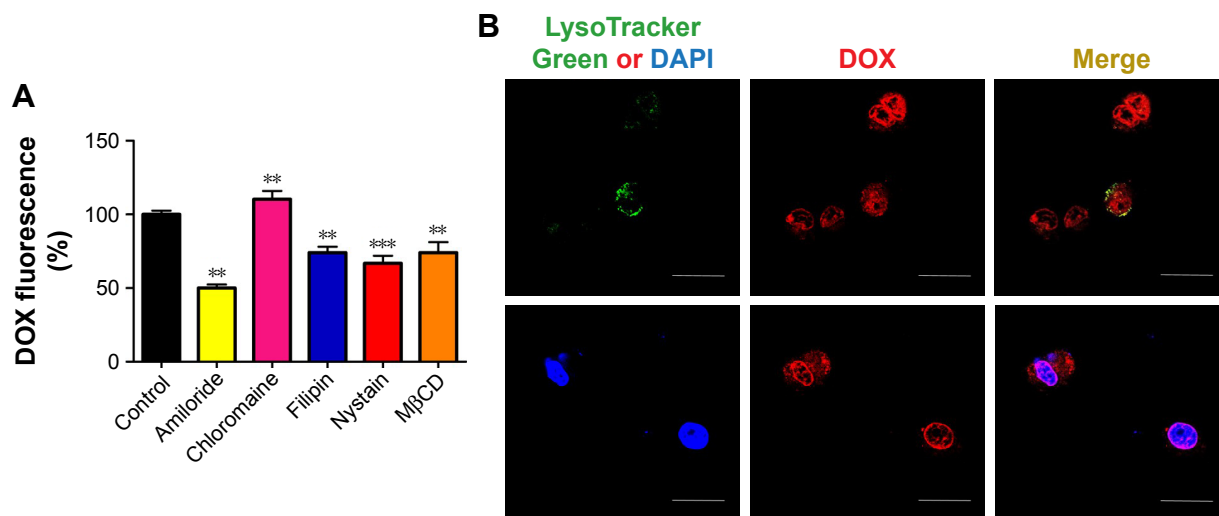 A
DOX fluorescence
(%)
150
100
50
0
**
**
**
***
**
Control
Amiloride
Chloromaine
Filipin
Nystain
MβCD
B
LysoTracker
Green or DAPI
DOX
Merge